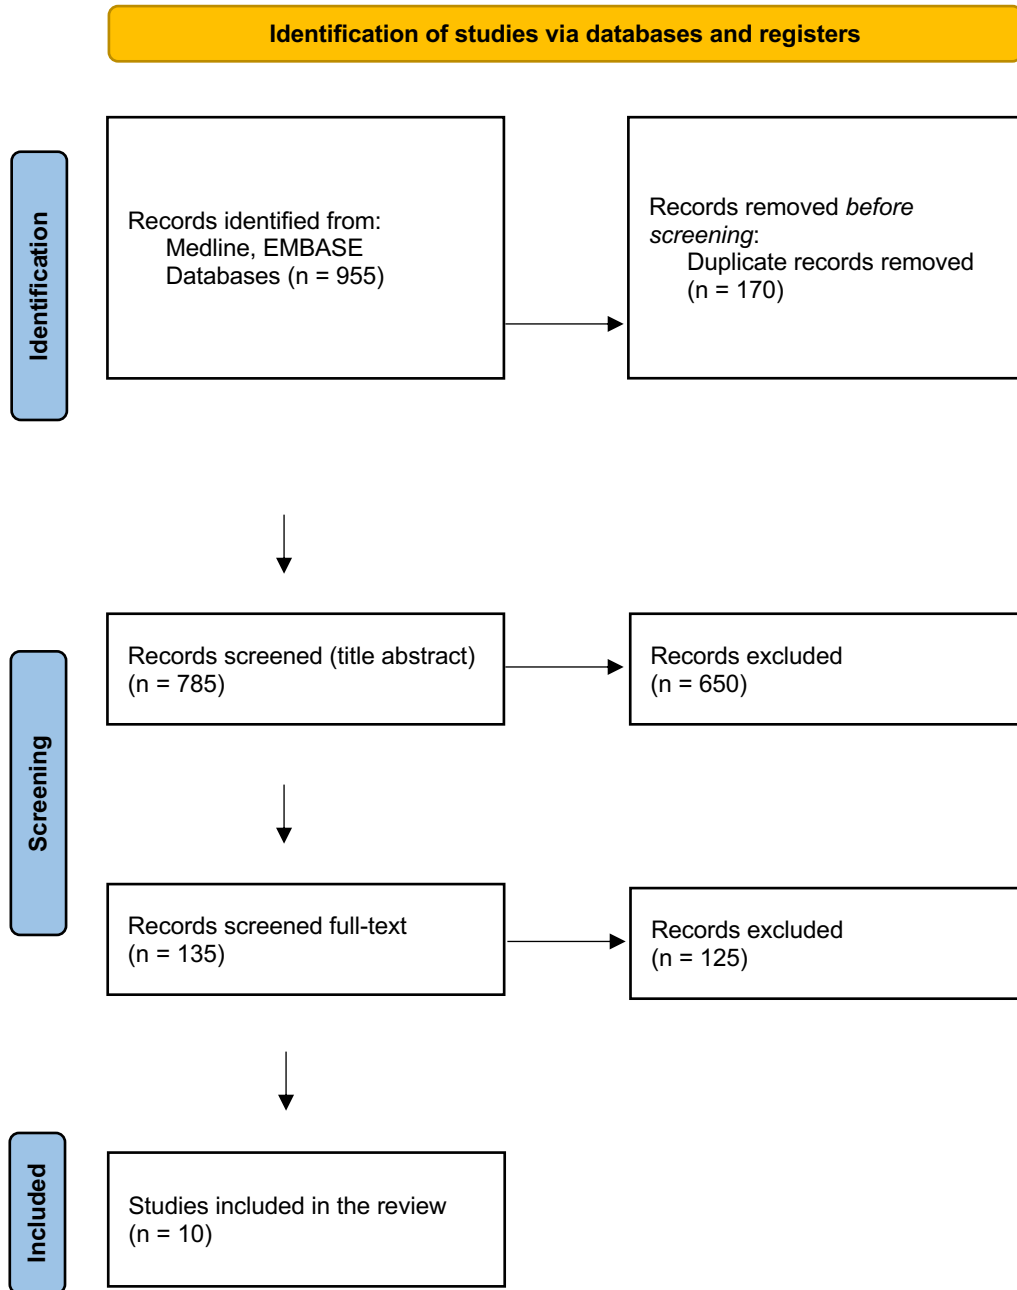 Identification of studies via databases and registers
Identification
Records identified from:
Medline, EMBASE
Databases (n = 955)
Records removed before
screening:
Duplicate records removed
(n = 170)
Screening
Records screened (title abstract)
(n = 785)
Records excluded
(n = 650)
Records screened full-text
(n = 135)
Records excluded
(n = 125)
Included
Studies included in the review
(n = 10)